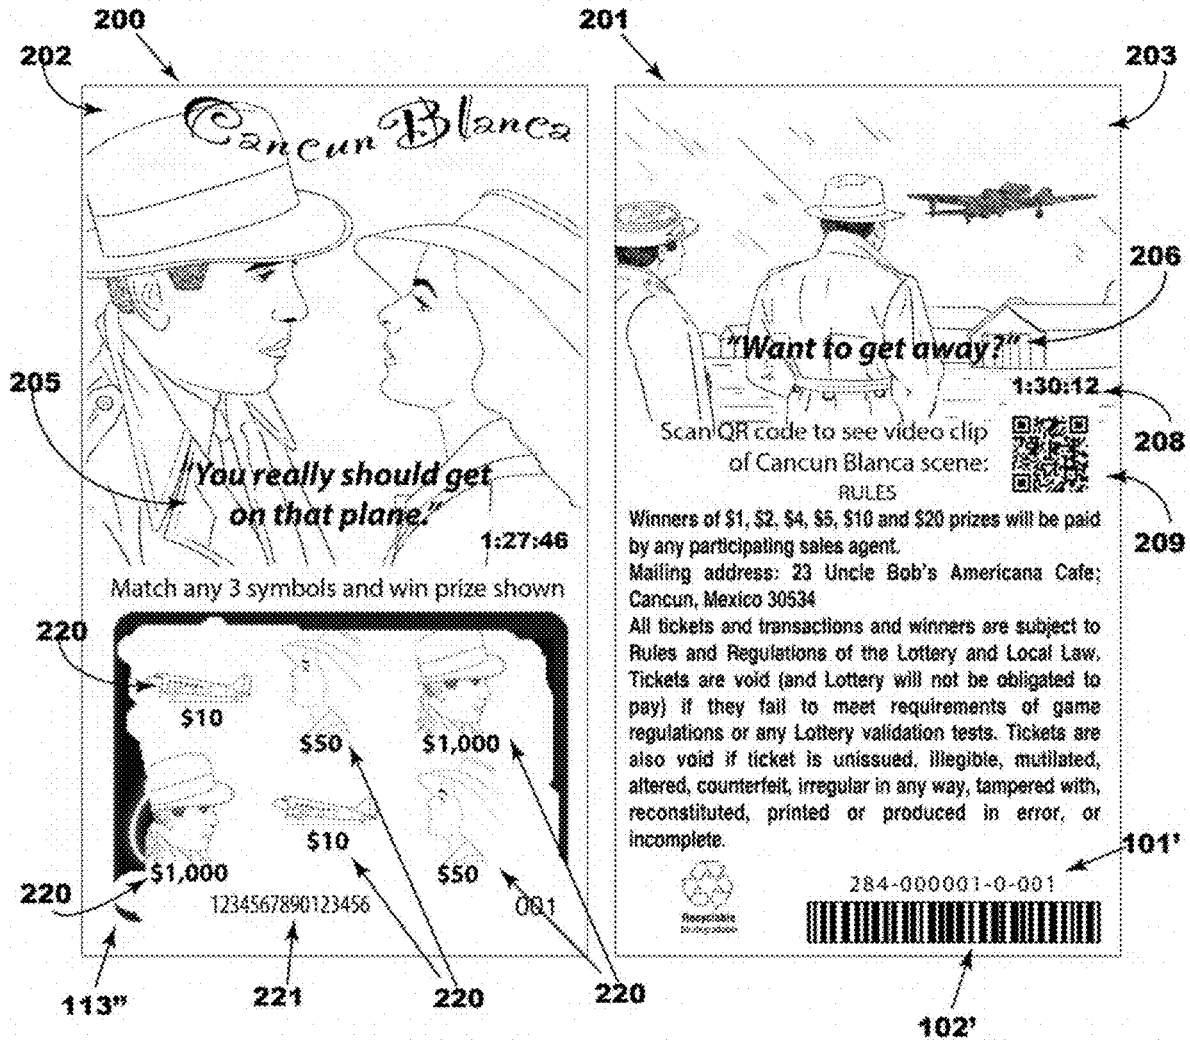 200
201
202
203
Cancun Blanca
206
"Want to get away?"
205
1:30:12
208
Scan QR code to see video clip
of Cancun Blanca scene:
"You really should get
on that plane."
1:27:46
RULES
209
Winners of $1, $2, $4, $5, $10 and $20 prizes will be paid
by any participating sales agent.
Mailing address: 23 Uncle Bob's Americana Cafe;
Cancun, Mexico 30534
All tickets and transactions and winners are subject to
Rules and Regulations of the Lottery and Local Law.
Tickets are void (and Lottery will not be obligated to
pay) if they fail to meet requirements of game
regulations or any Lottery validation tests. Tickets are
also void if ticket is unissued, illegible, mutilated,
altered, counterfeit, irregular in any way, tampered with,
reconstituted, printed or produced in error, or
incomplete.
Match any 3 symbols and win prize shown
220
$10
$50
$1,000
$1,000
$10
$50
220
1234567890123456
001
101'
284-000001-0-001
Recyclable
113"
221
220
220
102'